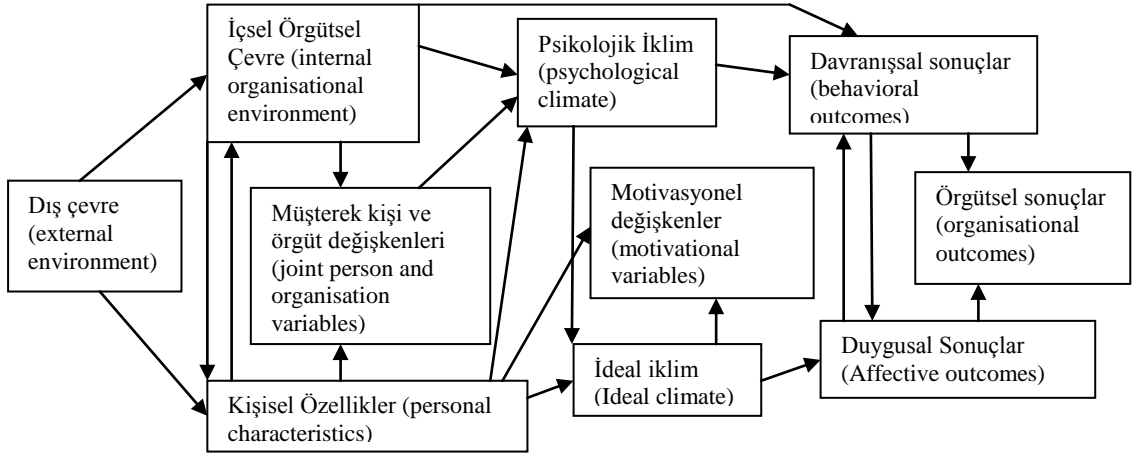 İçsel Örgütsel
Çevre (internal
organisational
environment)
Psikolojik İklim
(psychological
climate)
Davranışsal sonuçlar
(behavioral
outcomes)
Dış çevre
(external
environment)
Müşterek kişi ve
örgüt değişkenleri
(joint person and
organisation
variables)
Motivasyonel
değişkenler
(motivational
variables)
Örgütsel sonuçlar
(organisational
outcomes)
Kişisel Özellikler (personal
characteristics)
İdeal iklim
(Ideal climate)
Duygusal Sonuçlar
(Affective outcomes)